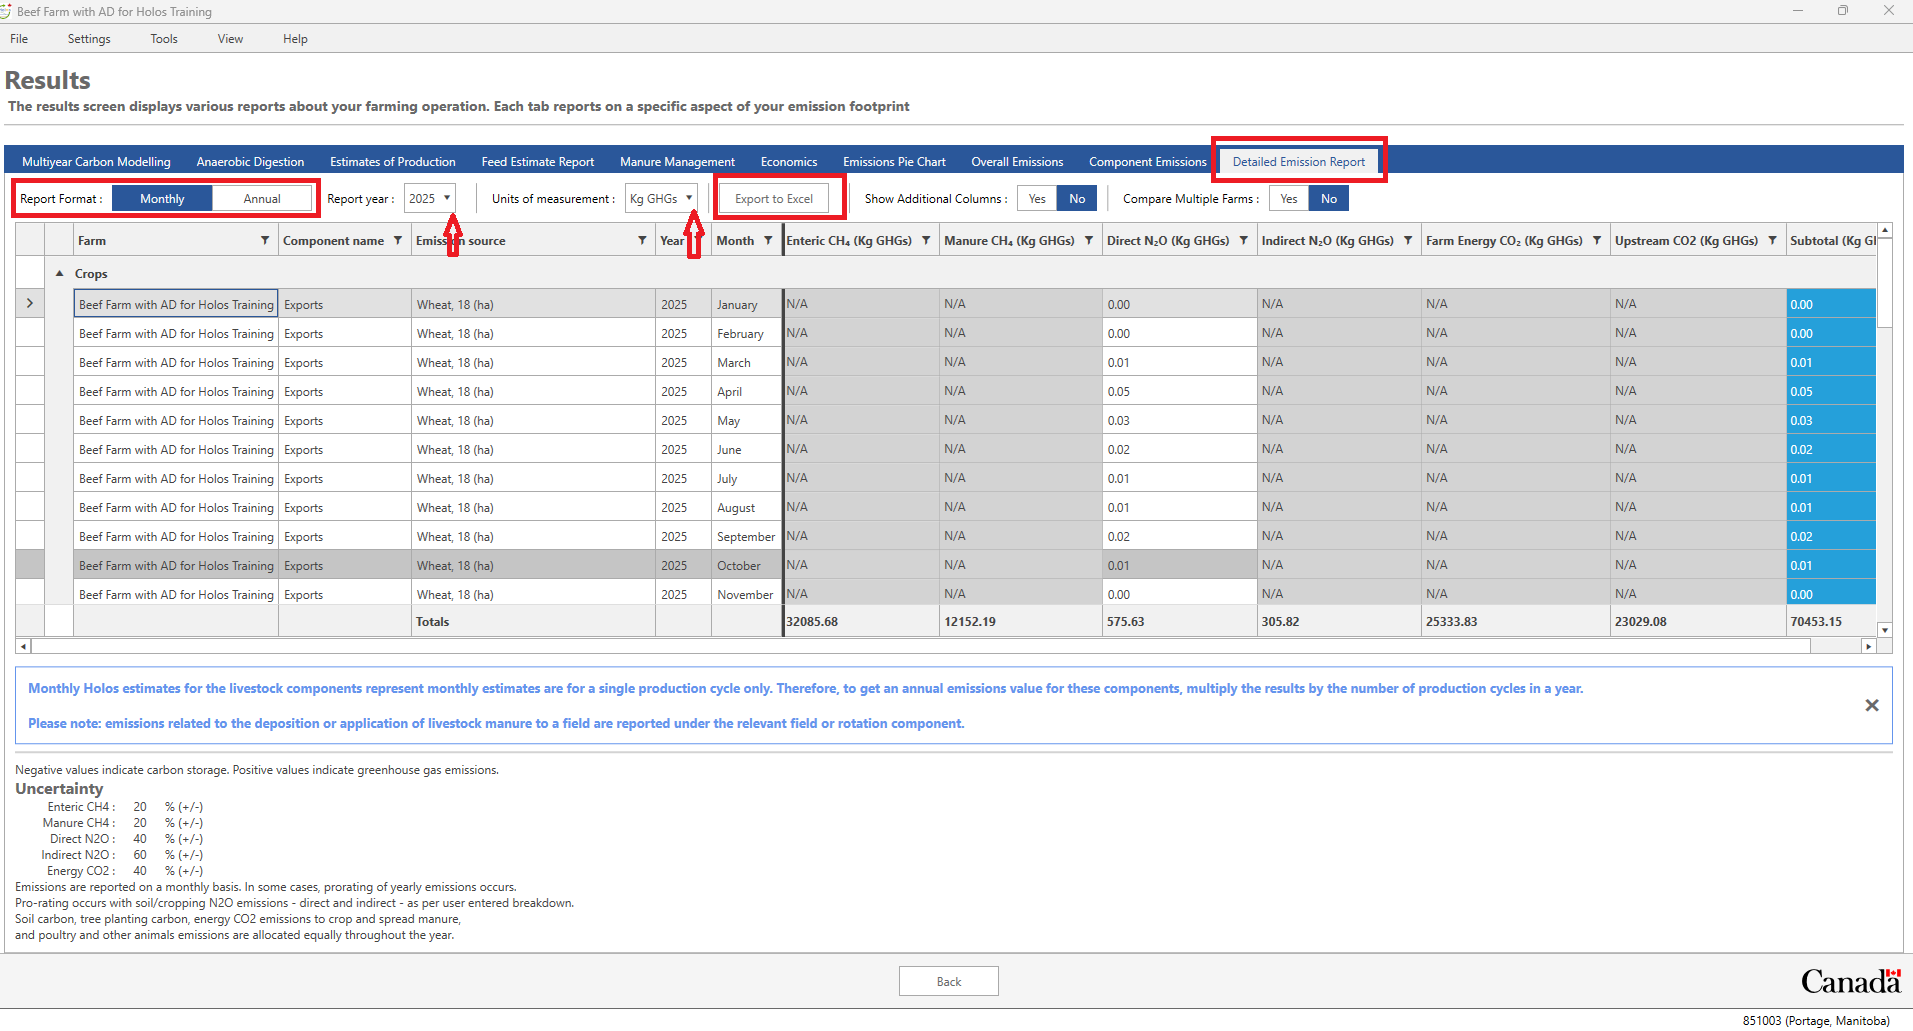 Beef Farm with AD for Holos Training
File Settings Tools View Help
Results
The results screen displays various reports about your farming operation. Each tab reports on a specific aspect of your emission footprint
Multiyear Carbon Modelling Anaerobic Digestion Estimates of Production Feed Estimate Report Manure Management Economics Emissions Pie Chart Overall Emissions Component Emissions Detailed Emission Report
Report Format : Monthly Annual Report year : 2025 Units of measurement : Kg GHGs Export to Excel Show Additional Columns : Yes No Compare Multiple Farms : Yes No
Farm Component name Emission source Year Month Enteric CH₄ (Kg GHGs) Manure CH₄ (Kg GHGs) Direct N₂O (Kg GHGs) Indirect N₂O (Kg GHGs) Farm Energy CO₂ (Kg GHGs) Upstream CO2 (Kg GHGs) Subtotal (Kg GH
Crops
Beef Farm with AD for Holos Training Exports Wheat, 18 (ha) 2025 January N/A N/A 0.00 N/A N/A N/A 0.00
Beef Farm with AD for Holos Training Exports Wheat, 18 (ha) 2025 February N/A N/A 0.00 N/A N/A N/A 0.00
Beef Farm with AD for Holos Training Exports Wheat, 18 (ha) 2025 March N/A N/A 0.01 N/A N/A N/A 0.01
Beef Farm with AD for Holos Training Exports Wheat, 18 (ha) 2025 April N/A N/A 0.05 N/A N/A N/A 0.05
Beef Farm with AD for Holos Training Exports Wheat, 18 (ha) 2025 May N/A N/A 0.03 N/A N/A N/A 0.03
Beef Farm with AD for Holos Training Exports Wheat, 18 (ha) 2025 June N/A N/A 0.02 N/A N/A N/A 0.02
Beef Farm with AD for Holos Training Exports Wheat, 18 (ha) 2025 July N/A N/A 0.01 N/A N/A N/A 0.01
Beef Farm with AD for Holos Training Exports Wheat, 18 (ha) 2025 August N/A N/A 0.01 N/A N/A N/A 0.01
Beef Farm with AD for Holos Training Exports Wheat, 18 (ha) 2025 September N/A N/A 0.02 N/A N/A N/A 0.02
Beef Farm with AD for Holos Training Exports Wheat, 18 (ha) 2025 October N/A N/A 0.01 N/A N/A N/A 0.01
Beef Farm with AD for Holos Training Exports Wheat, 18 (ha) 2025 November N/A N/A 0.00 N/A N/A N/A 0.00
Totals 32085.68 12152.19 575.63 305.82 25333.83 23029.08 70453.15
Monthly Holos estimates for the livestock components represent monthly estimates are for a single production cycle only. Therefore, to get an annual emissions value for these components, multiply the results by the number of production cycles in a year.
Please note: emissions related to the deposition or application of livestock manure to a field are reported under the relevant field or rotation component.
Negative values indicate carbon storage. Positive values indicate greenhouse gas emissions.
Uncertainty
Enteric CH4 : 20 % (+/-)
Manure CH4 : 20 % (+/-)
Direct N2O : 40 % (+/-)
Indirect N2O : 60 % (+/-)
Energy CO2 : 40 % (+/-)
Emissions are reported on a monthly basis. In some cases, prorating of yearly emissions occurs.
Pro-rating occurs with soil/cropping N2O emissions - direct and indirect - as per user entered breakdown.
Soil carbon, tree planting carbon, energy CO2 emissions to crop and spread manure,
and poultry and other animals emissions are allocated equally throughout the year.
Back
Canada
851003 (Portage, Manitoba)